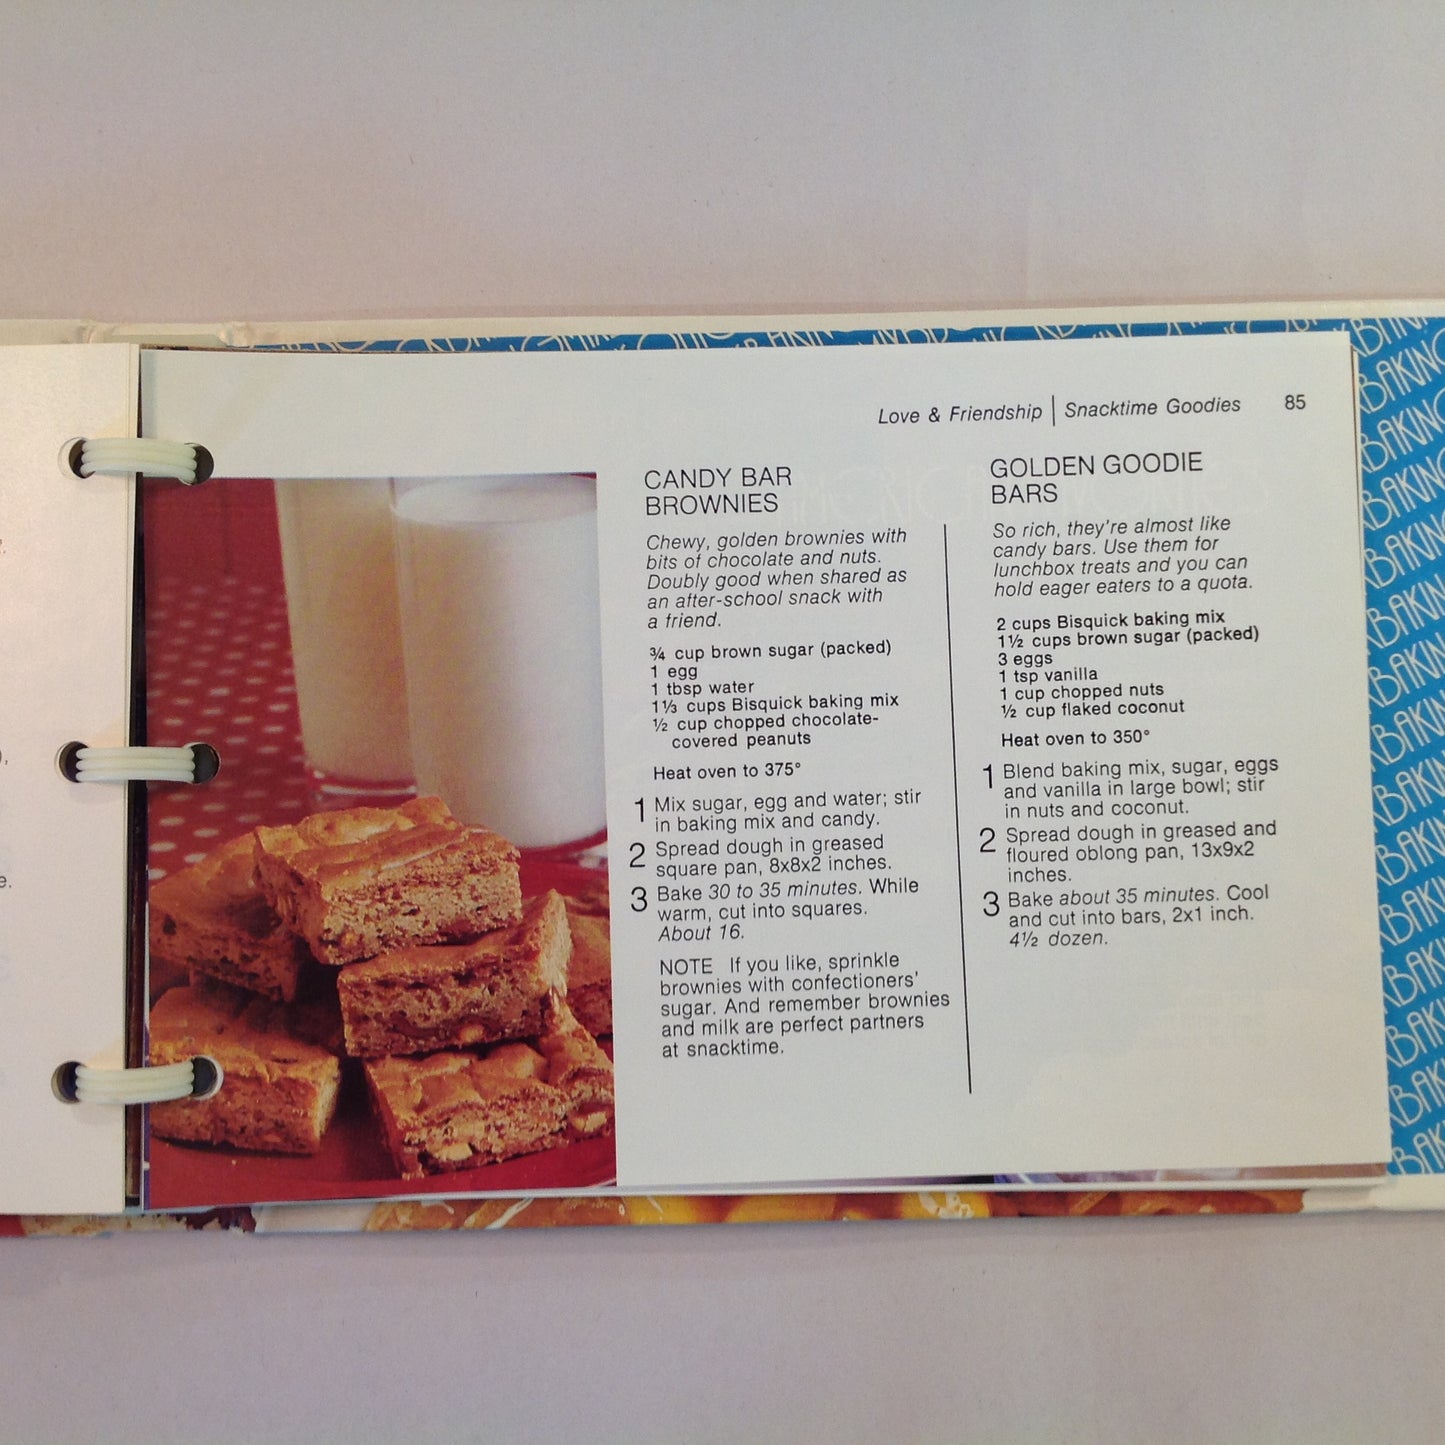 Love & Friendship | Snacktime Goodies 85
CANDY BAR
BROWNIES
Chewy, golden brownies with
bits of chocolate and nuts.
Doubly good when shared as
an after-school snack with
a friend.
¾ cup brown sugar (packed)
1 egg
1 tbsp water
1⅓ cups Bisquick baking mix
½ cup chopped chocolate-
covered peanuts
Heat oven to 375°
1 Mix sugar, egg and water; stir
in baking mix and candy.
2 Spread dough in greased
square pan, 8x8x2 inches.
3 Bake 30 to 35 minutes. While
warm, cut into squares.
About 16.
NOTE If you like, sprinkle
brownies with confectioners'
sugar. And remember brownies
and milk are perfect partners
at snacktime.
GOLDEN GOODIE
BARS
So rich, they're almost like
candy bars. Use them for
lunchbox treats and you can
hold eager eaters to a quota.
2 cups Bisquick baking mix
1½ cups brown sugar (packed)
3 eggs
1 tsp vanilla
1 cup chopped nuts
½ cup flaked coconut
Heat oven to 350°
1 Blend baking mix, sugar, eggs
and vanilla in large bowl; stir
in nuts and coconut.
2 Spread dough in greased and
floured oblong pan, 13x9x2
inches.
3 Bake about 35 minutes. Cool
and cut into bars, 2x1 inch.
4½ dozen.